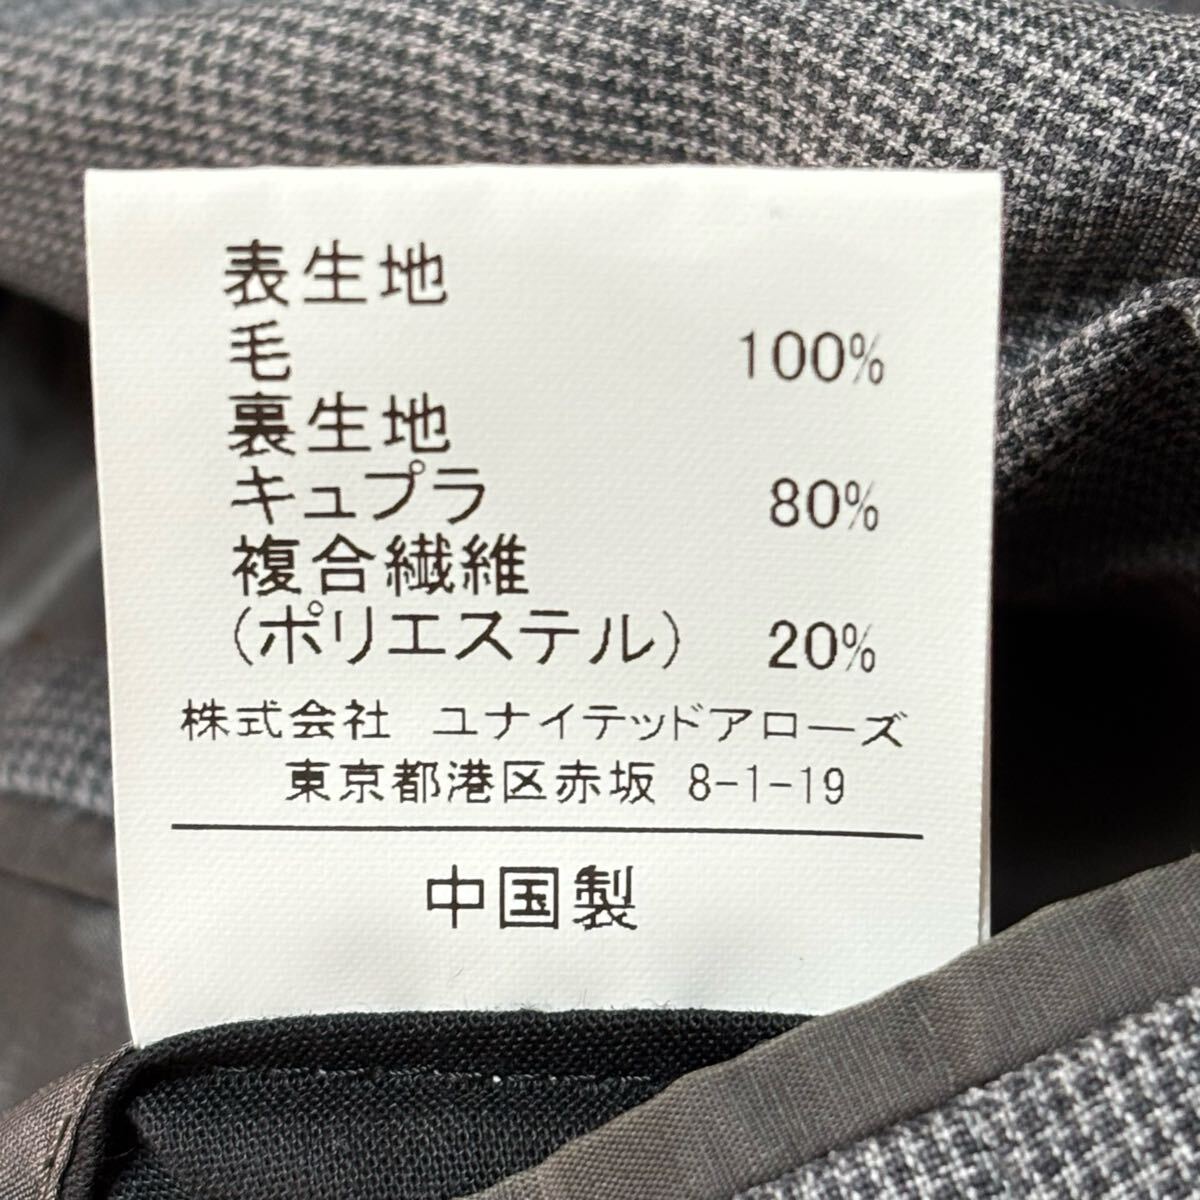 表生地
毛 100%
裏生地
キュプラ 80%
複合繊維
(ポリエステル) 20%
株式会社 ユナイテッドアローズ
東京都港区赤坂 8-1-19
中国製